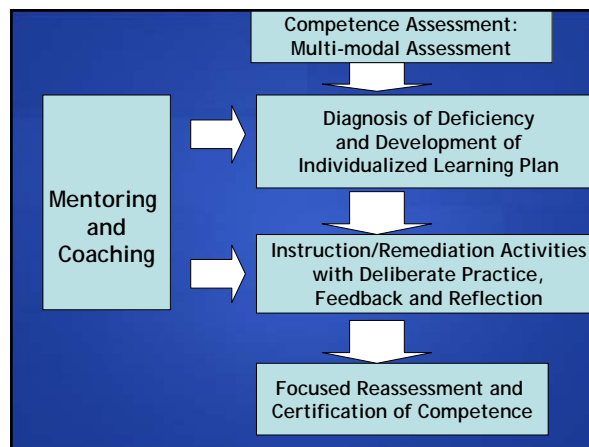 Competence Assessment:
Multi-modal Assessment
Diagnosis of Deficiency
and Development of
Individualized Learning Plan
Mentoring
and
Coaching
Instruction/Remediation Activities
with Deliberate Practice,
Feedback and Reflection
Focused Reassessment and
Certification of Competence